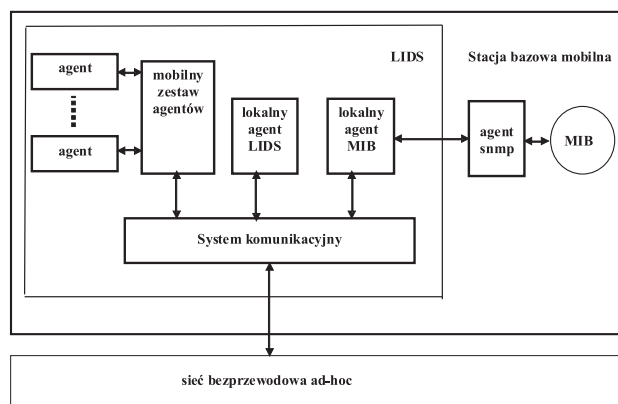 LIDS
Stacja bazowa mobilna
agent
agent
mobilny
zestaw
agentów
lokalny
agent
LIDS
lokalny
agent
MIB
agent
snmp
MIB
System komunikacyjny
sieć bezprzewodowa ad-hoc